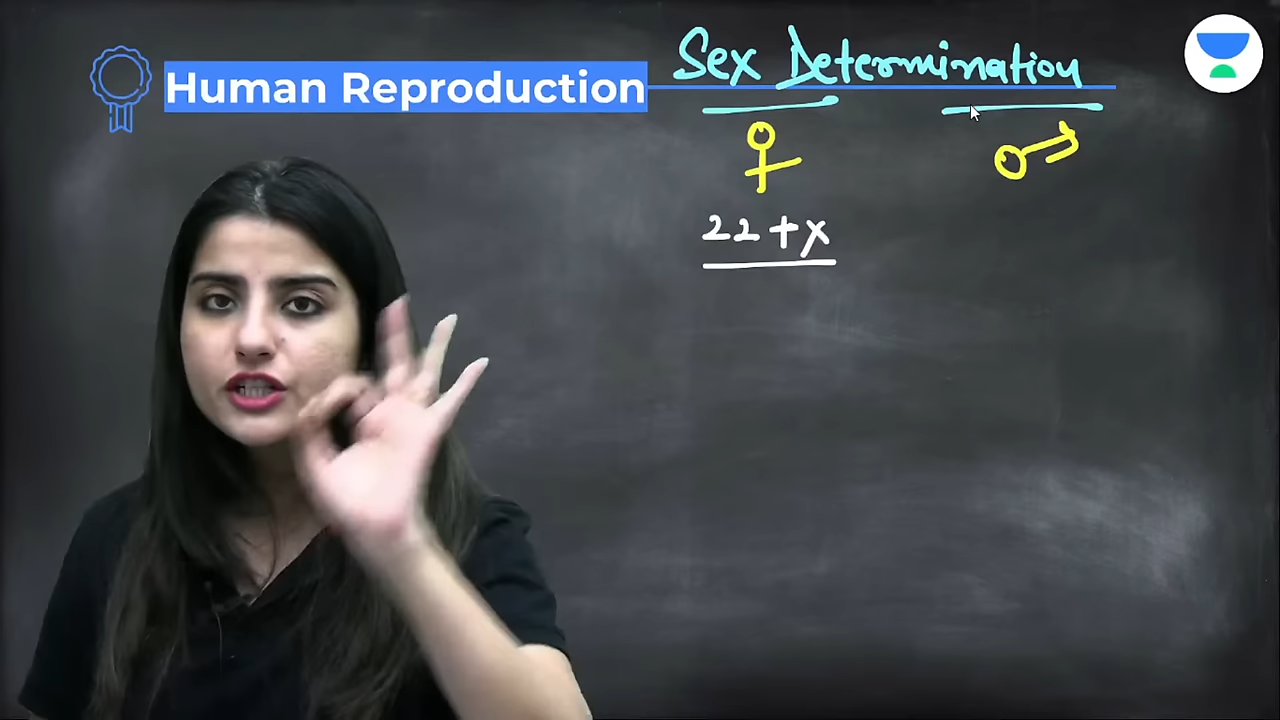 Human Reproduction
Sex Determination
♀ ♂
22+x